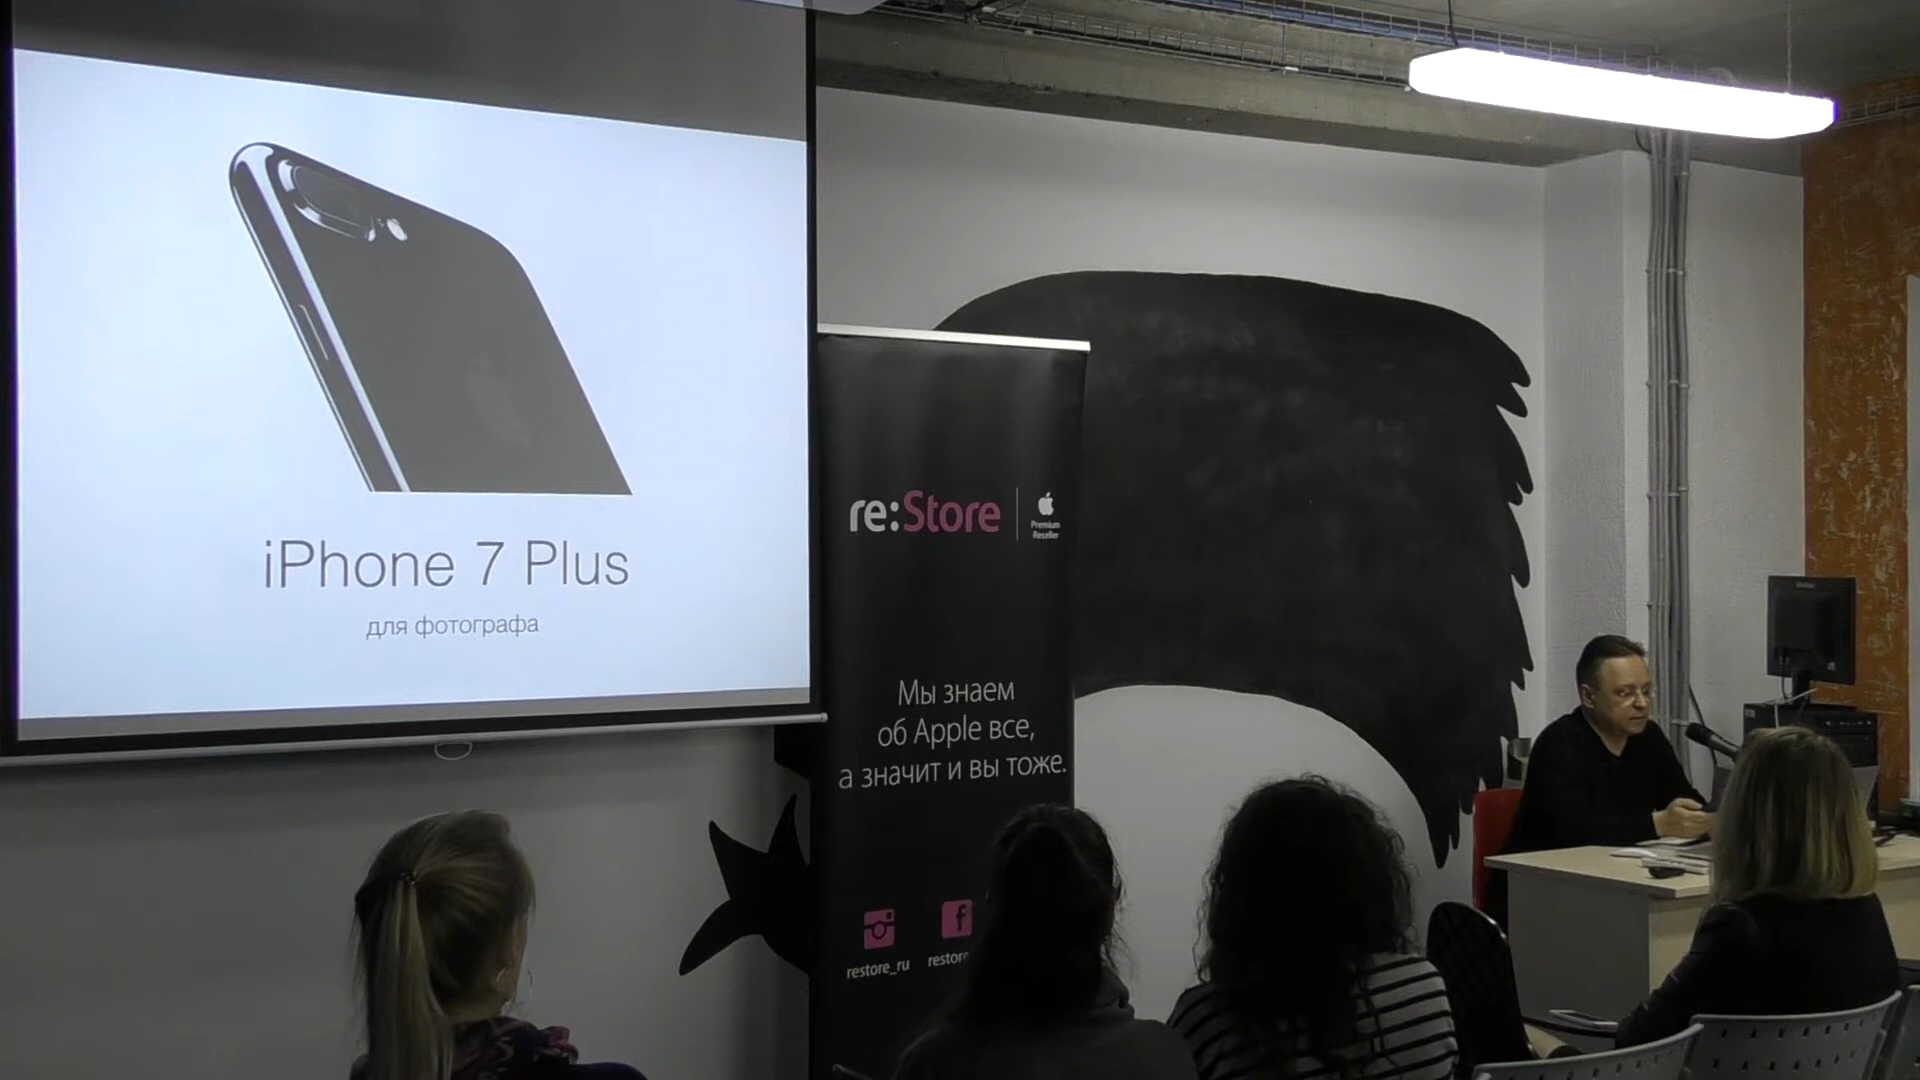 iPhone 7 Plus
для фотографа
re:Store
Premium
Reseller
Мы знаем
об Apple все,
а значит и вы тоже.
restore_ru